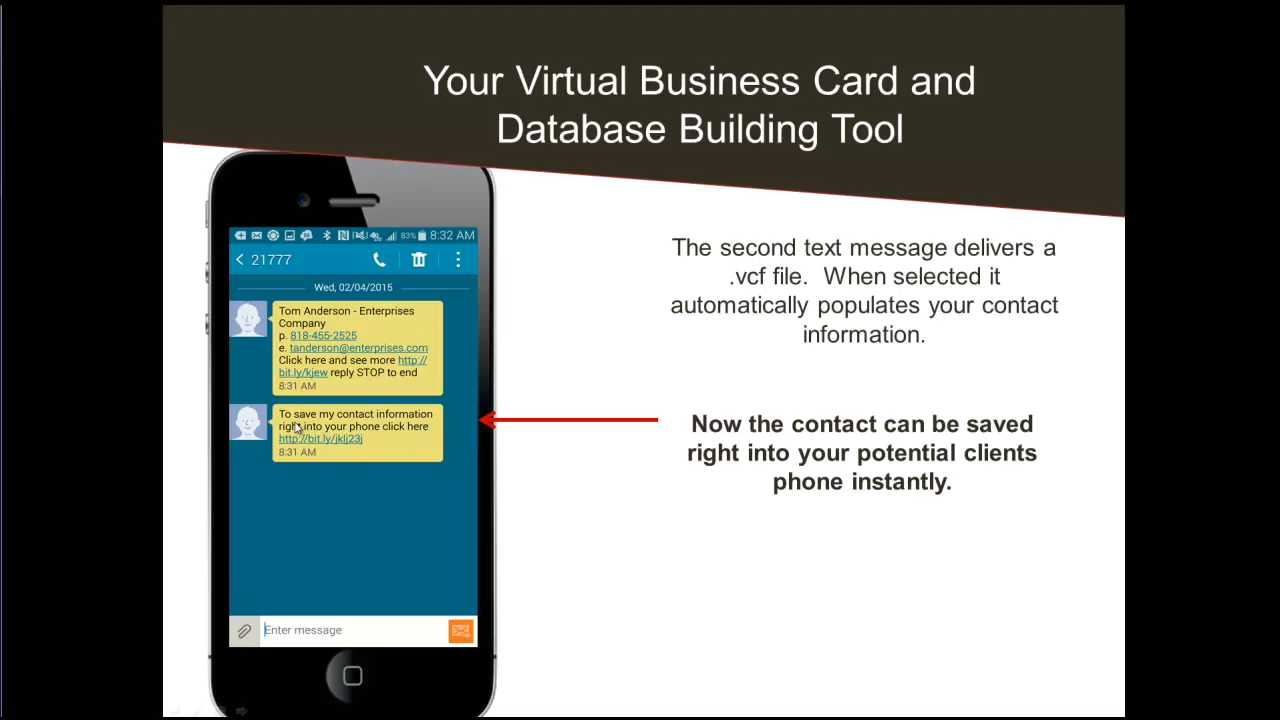 Your Virtual Business Card and
Database Building Tool
83% 8:32 AM
21777
Wed, 02/04/2015
Tom Anderson - Enterprises
Company
p. 818-455-2525
e. tanderson@enterprises.com
Click here and see more http://
bit.ly/kjew reply STOP to end
8:31 AM
To save my contact information
right into your phone click here
http://bit.ly/jklj23j
8:31 AM
Enter message
The second text message delivers a
.vcf file. When selected it
automatically populates your contact
information.
Now the contact can be saved
right into your potential clients
phone instantly.